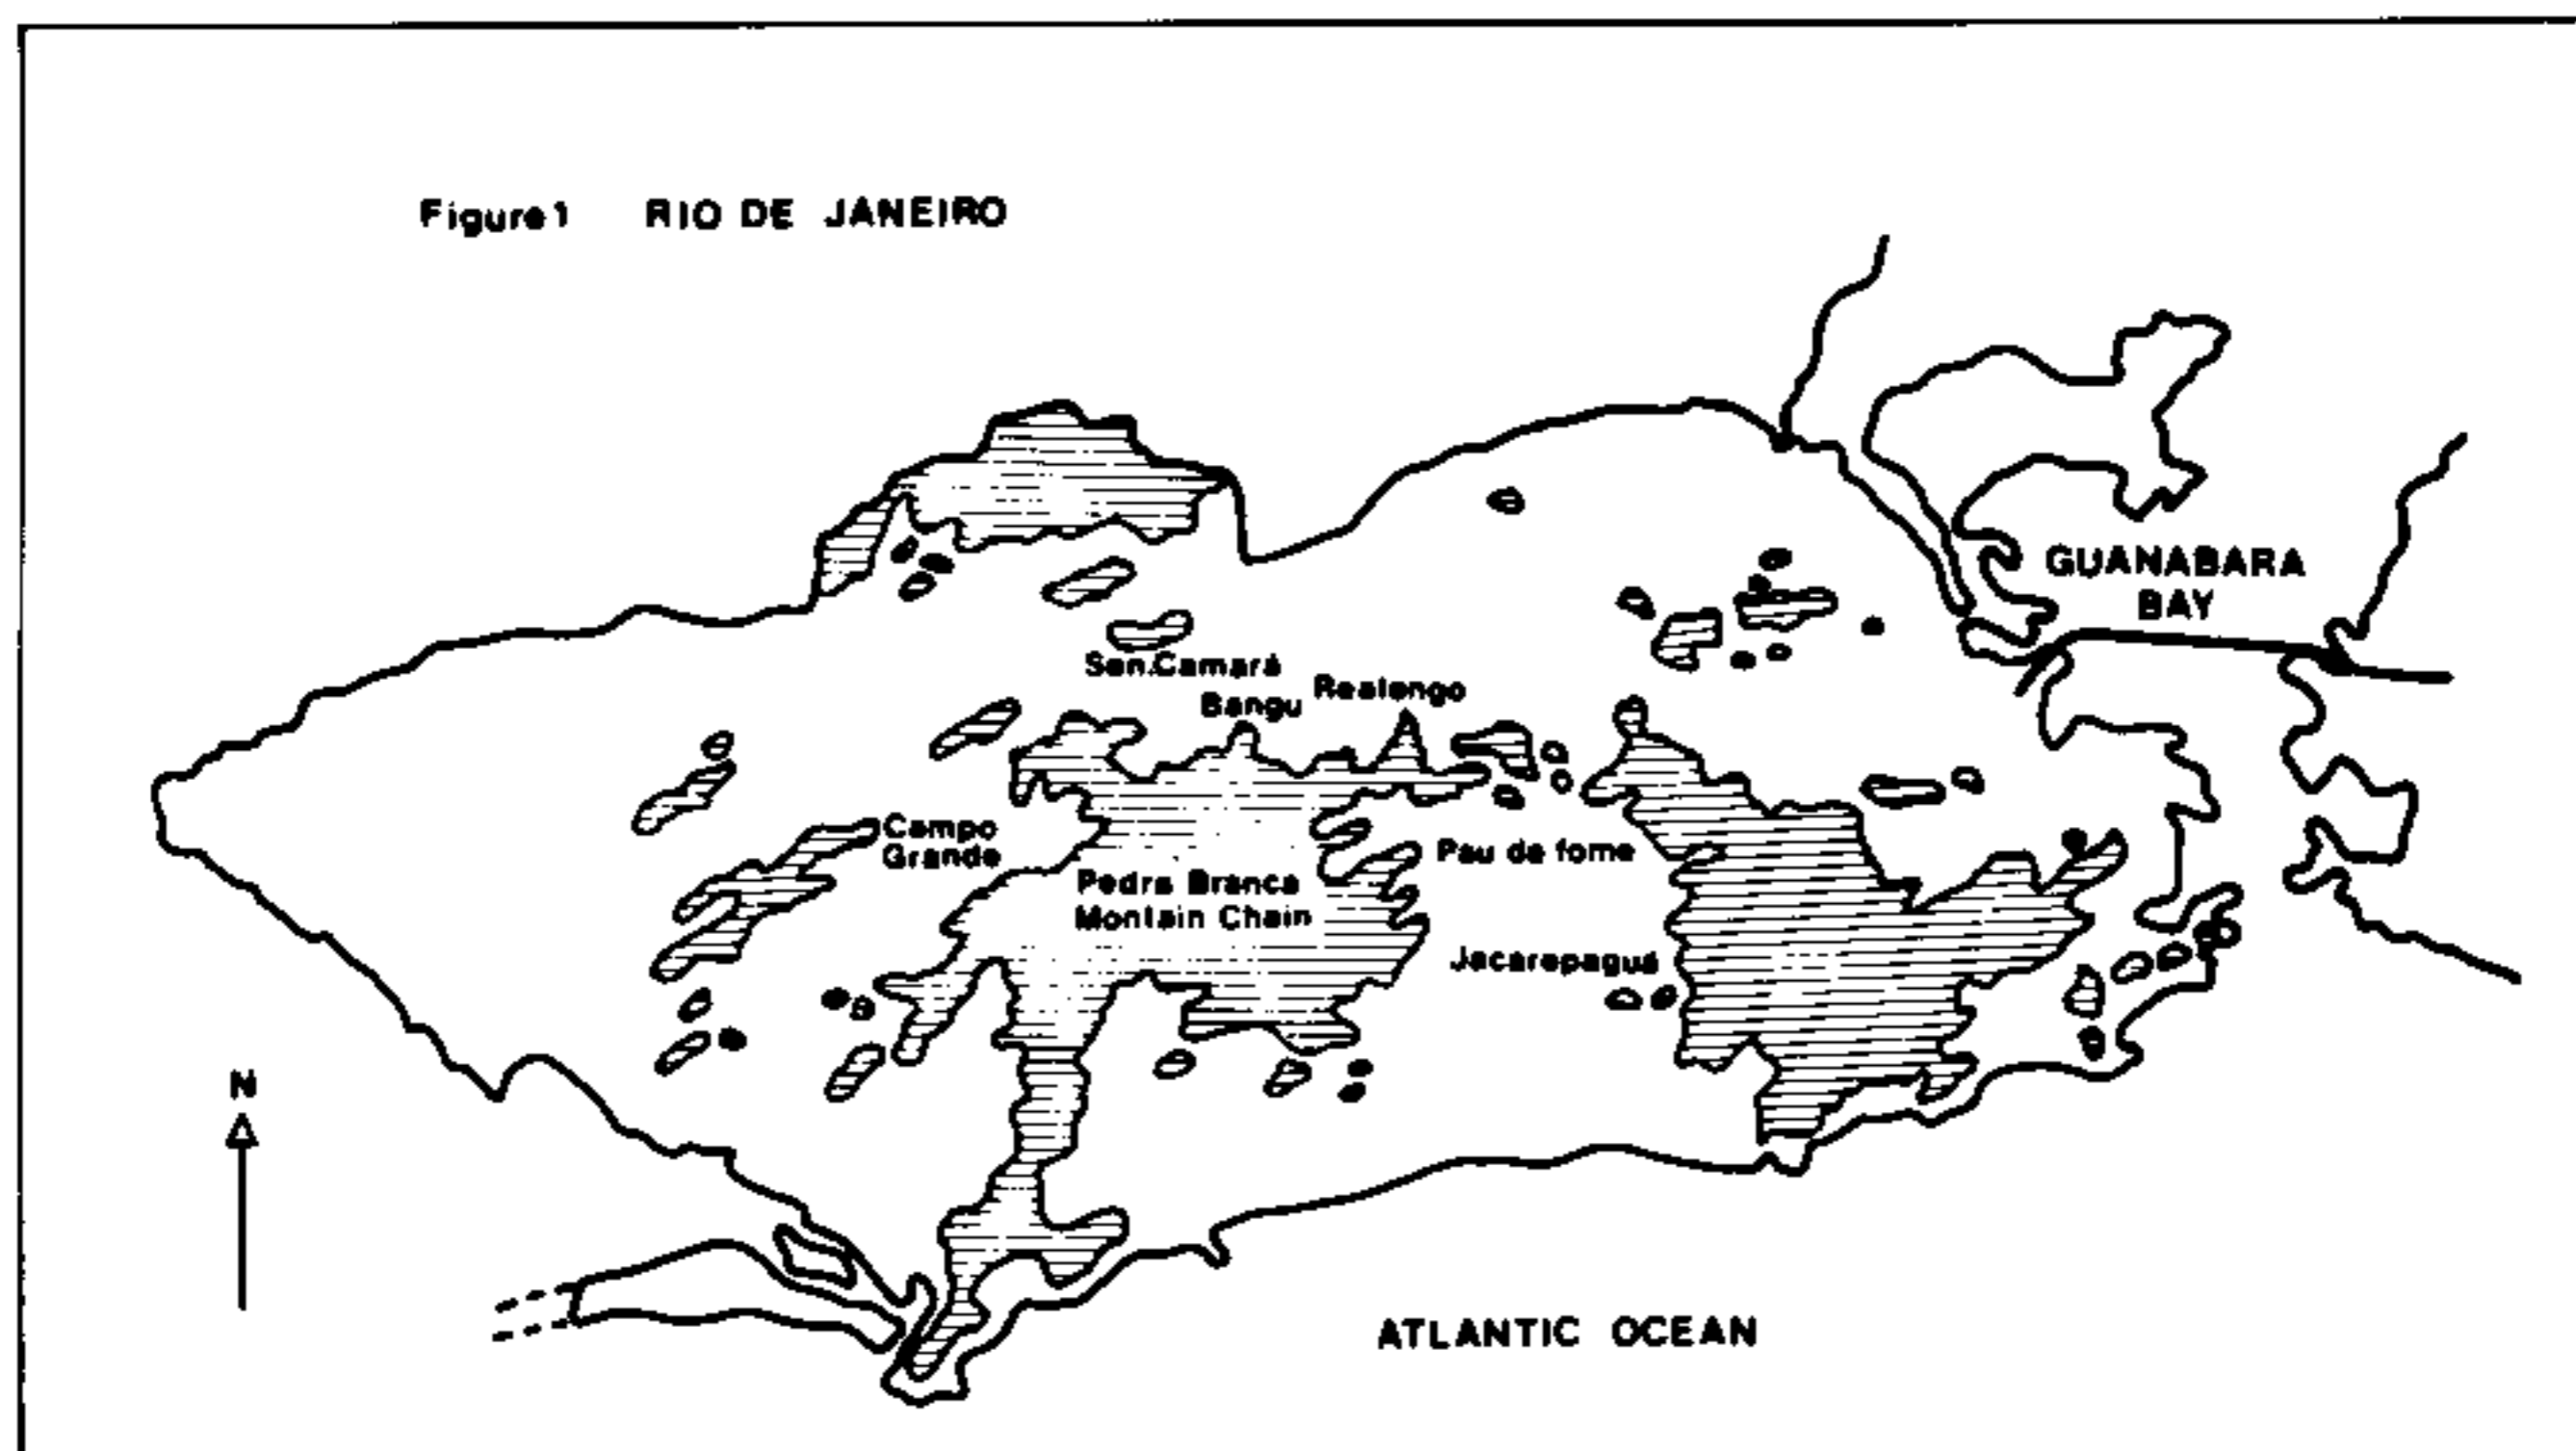 Figure 1 RIO DE JANEIRO
GUANABARA
BAY
Sen.Camará
Realengo
Bangu
Campo
Grande
Pau da fome
Pedra Branca
Montain Chain
Jacarepaguá
N
ATLANTIC OCEAN